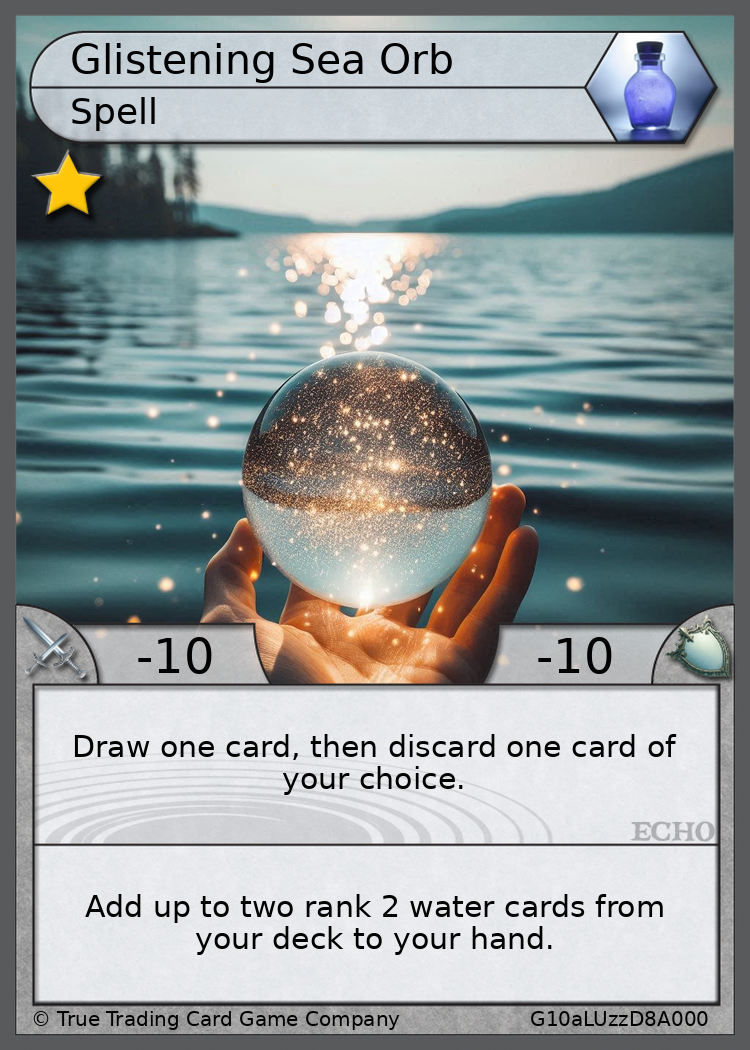 Glistening Sea Orb
Spell
-10
-10
Draw one card, then discard one card of
your choice.
ECHO
Add up to two rank 2 water cards from
your deck to your hand.
© True Trading Card Game Company
G10aLUzzD8A000